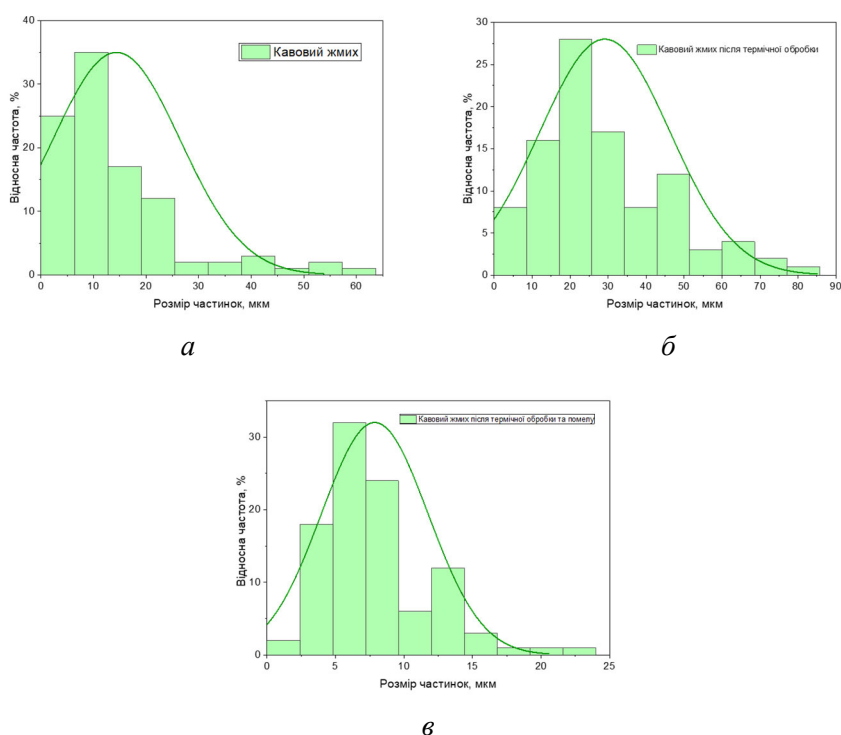 40
30
20
10
0
Відносна частота, %
Кавовий жмих
0 10 20 30 40 50 60
Розмір частинок, мкм
а
30
25
20
15
10
5
0
Відносна частота, %
Кавовий жмих після термічної обробки
0 10 20 30 40 50 60 70 80 90
Розмір частинок, мкм
б
30
20
10
0
Відносна частота, %
Кавовий жмих після термічної обробки та помелу
0 5 10 15 20 25
Розмір частинок, мкм
в